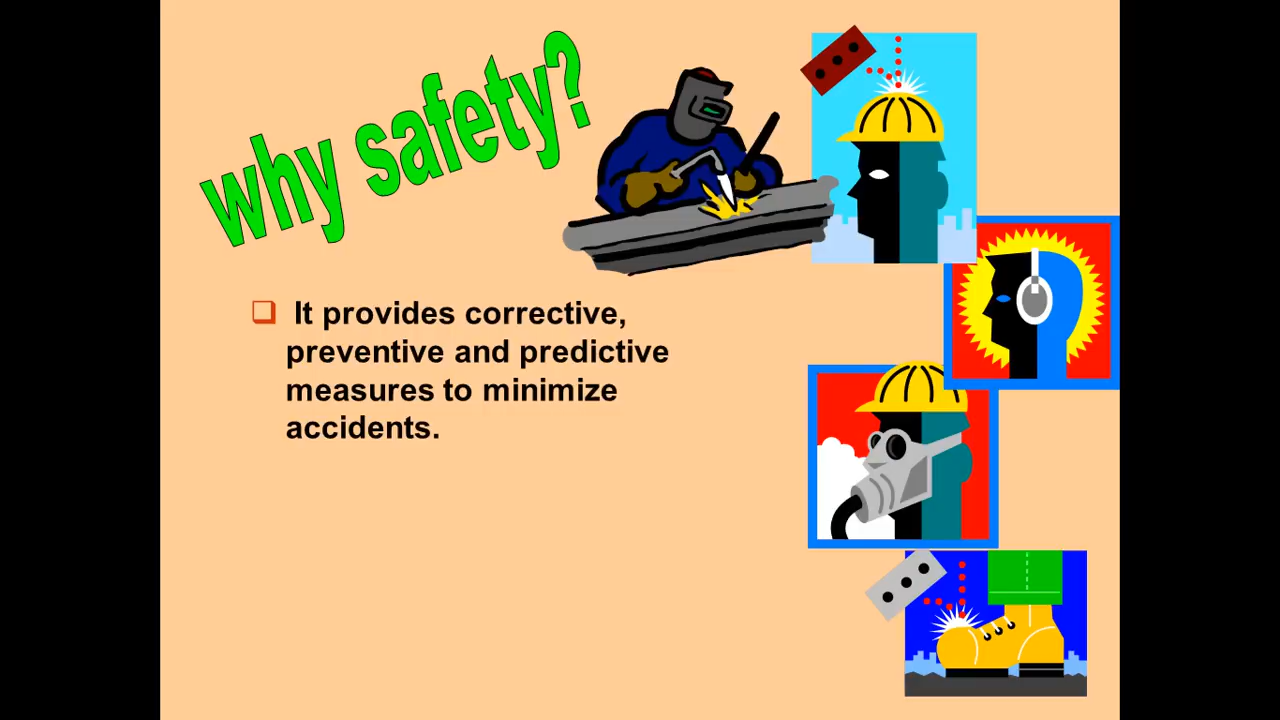 why safety?
It provides corrective,
preventive and predictive
measures to minimize
accidents.